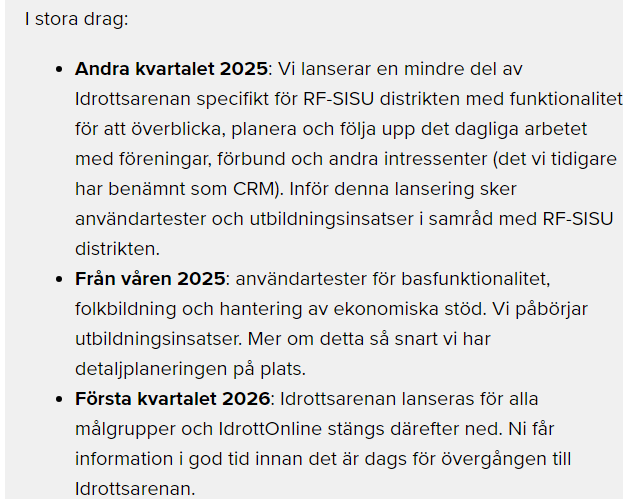 I stora drag:
• Andra kvartalet 2025: Vi lanserar en mindre del av
Idrottsarenan specifikt för RF-SISU distrikten med funktionalitet
för att överblicka, planera och följa upp det dagliga arbetet
med föreningar, förbund och andra intressenter (det vi tidigare
har benämnt som CRM). Inför denna lansering sker
användartester och utbildningsinsatser i samråd med RF-SISU
distrikten.
• Från våren 2025: användartester för basfunktionalitet,
folkbildning och hantering av ekonomiska stöd. Vi påbörjar
utbildningsinsatser. Mer om detta så snart vi har
detaljplaneringen på plats.
• Första kvartalet 2026: Idrottsarenan lanseras för alla
målgrupper och IdrottOnline stängs därefter ned. Ni får
information i god tid innan det är dags för övergången till
Idrottsarenan.